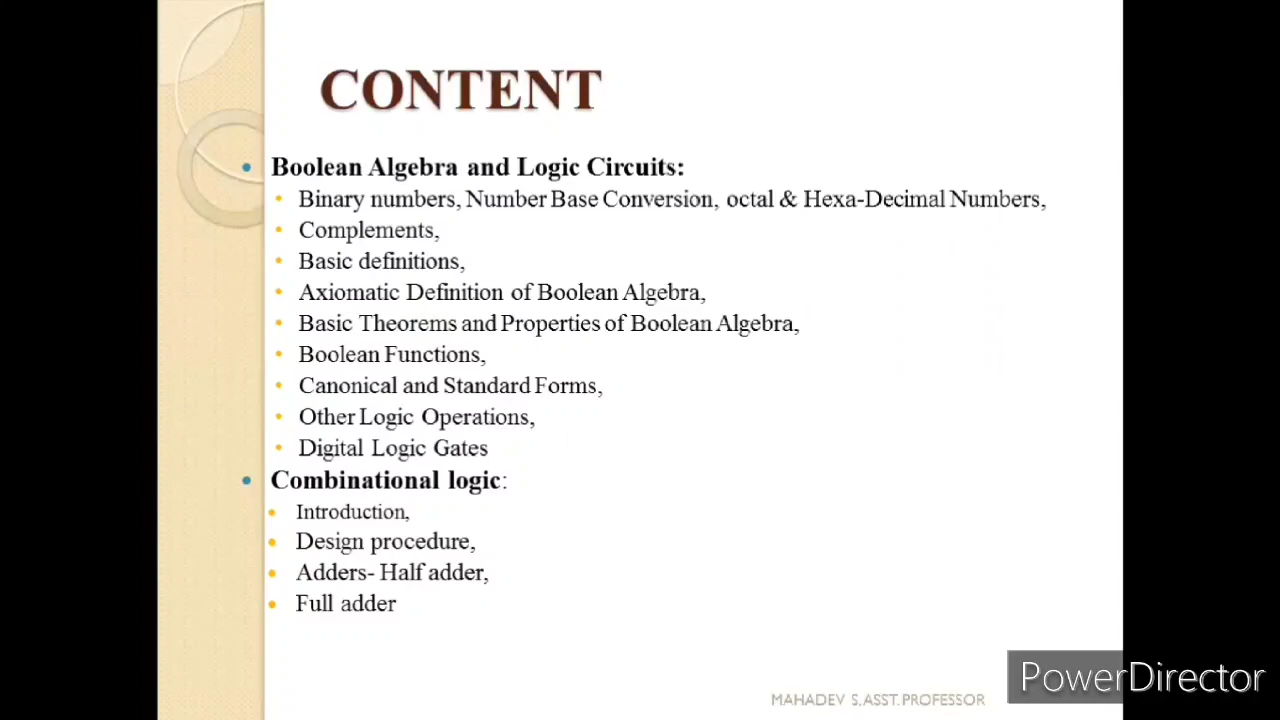 CONTENT
Boolean Algebra and Logic Circuits:
Binary numbers, Number Base Conversion, octal & Hexa-Decimal Numbers,
Complements,
Basic definitions,
Axiomatic Definition of Boolean Algebra,
Basic Theorems and Properties of Boolean Algebra,
Boolean Functions,
Canonical and Standard Forms,
Other Logic Operations,
Digital Logic Gates
Combinational logic:
Introduction,
Design procedure,
Adders- Half adder,
Full adder
MAHADEV S,ASST.PROFESSOR
PowerDirector